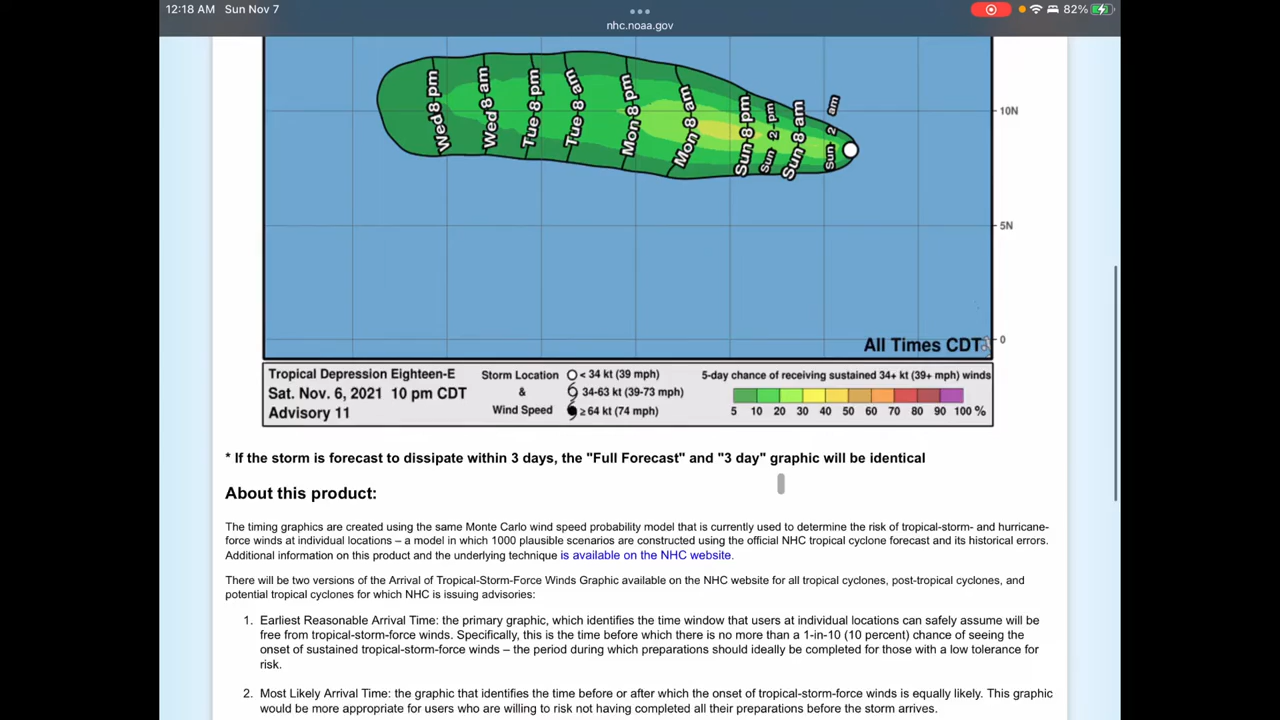 12:18 AM Sun Nov 7
nhc.noaa.gov
82%
Wed 8 pm
Wed 8 am
Tue 8 pm
Tue 8 am
Mon 8 pm
Mon 8 am
Sun 8 pm
Sun 2 pm
Sun 8 am
Sun 2 am
10N
5N
0
All Times CDT
Tropical Depression Eighteen-E
Sat. Nov. 6, 2021 10 pm CDT
Advisory 11
Storm Location
&
Wind Speed
< 34 kt (39 mph)
34-63 kt (39-73 mph)
≥ 64 kt (74 mph)
5-day chance of receiving sustained 34+ kt (39+ mph) winds
5 10 20 30 40 50 60 70 80 90 100 %
* If the storm is forecast to dissipate within 3 days, the "Full Forecast" and "3 day" graphic will be identical
About this product:
The timing graphics are created using the same Monte Carlo wind speed probability model that is currently used to determine the risk of tropical-storm- and hurricane-
force winds at individual locations – a model in which 1000 plausible scenarios are constructed using the official NHC tropical cyclone forecast and its historical errors.
Additional information on this product and the underlying technique is available on the NHC website.
There will be two versions of the Arrival of Tropical-Storm-Force Winds Graphic available on the NHC website for all tropical cyclones, post-tropical cyclones, and
potential tropical cyclones for which NHC is issuing advisories:
1. Earliest Reasonable Arrival Time: the primary graphic, which identifies the time window that users at individual locations can safely assume will be
free from tropical-storm-force winds. Specifically, this is the time before which there is no more than a 1-in-10 (10 percent) chance of seeing the
onset of sustained tropical-storm-force winds – the period during which preparations should ideally be completed for those with a low tolerance for
risk.
2. Most Likely Arrival Time: the graphic that identifies the time before or after which the onset of tropical-storm-force winds is equally likely. This graphic
would be more appropriate for users who are willing to risk not having completed all their preparations before the storm arrives.